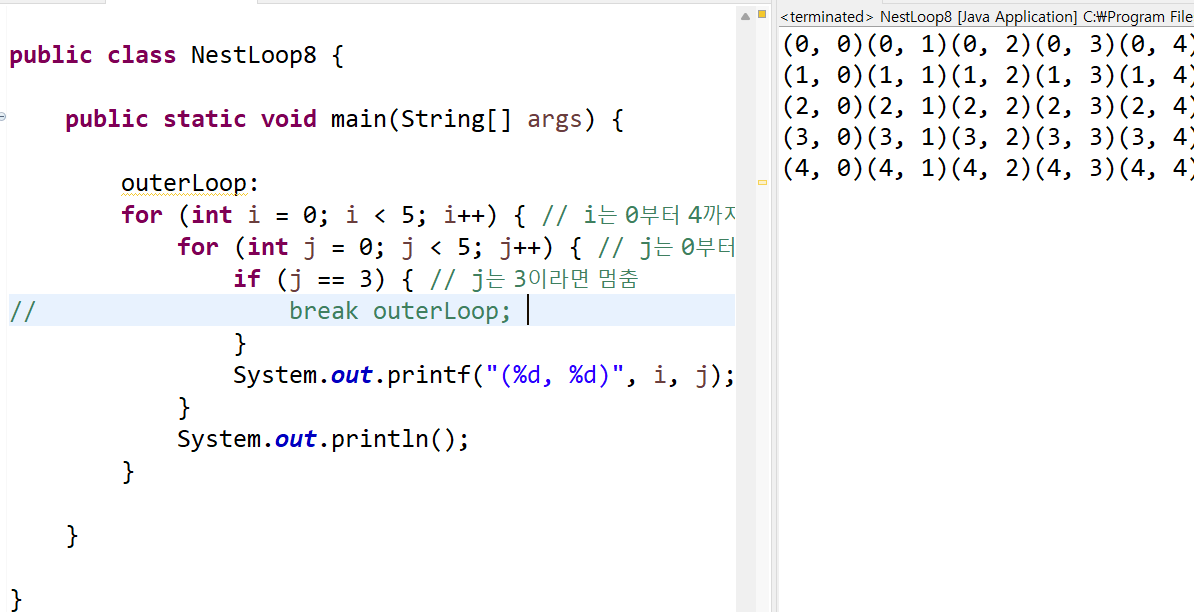 public class NestLoop8 {
public static void main(String[] args) {
outerLoop:
for (int i = 0; i < 5; i++) { // i는 0부터 4까지
for (int j = 0; j < 5; j++) { // j는 0부터
if (j == 3) { // j는 3이라면 멈춤
// break outerLoop;
}
System.out.printf("(%d, %d)", i, j);
}
System.out.println();
}
}
}
<terminated> NestLoop8 [Java Application] C:₩Program File
(0, 0)(0, 1)(0, 2)(0, 3)(0, 4)
(1, 0)(1, 1)(1, 2)(1, 3)(1, 4)
(2, 0)(2, 1)(2, 2)(2, 3)(2, 4)
(3, 0)(3, 1)(3, 2)(3, 3)(3, 4)
(4, 0)(4, 1)(4, 2)(4, 3)(4, 4)